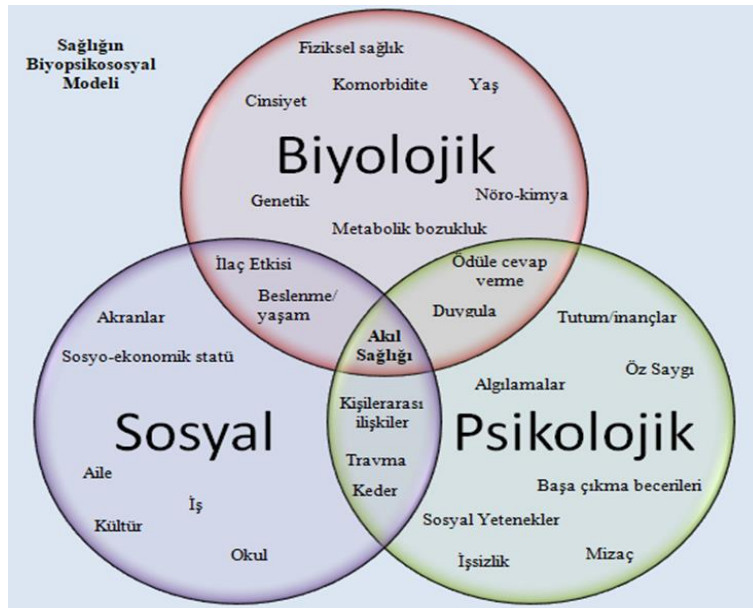 Sağlığın
Biyopsikososyal
Modeli
Fiziksel sağlık
Komorbidite
Yaş
Cinsiyet
Biyolojik
Genetik
Nöro-kimya
Metabolik bozukluk
İlaç Etkisi
Beslenme/
yaşam
Ödüle cevap
verme
Duygula
Akıl
Sağlığı
Akranlar
Sosyo-ekonomik statü
Sosyal
Aile
İş
Kültür
Okul
Kişilerarası
ilişkiler
Travma
Keder
Tutum/inançlar
Öz Saygı
Algılamalar
Psikolojik
Başa çıkma becerileri
Sosyal Yetenekler
İşsizlik
Mizaç